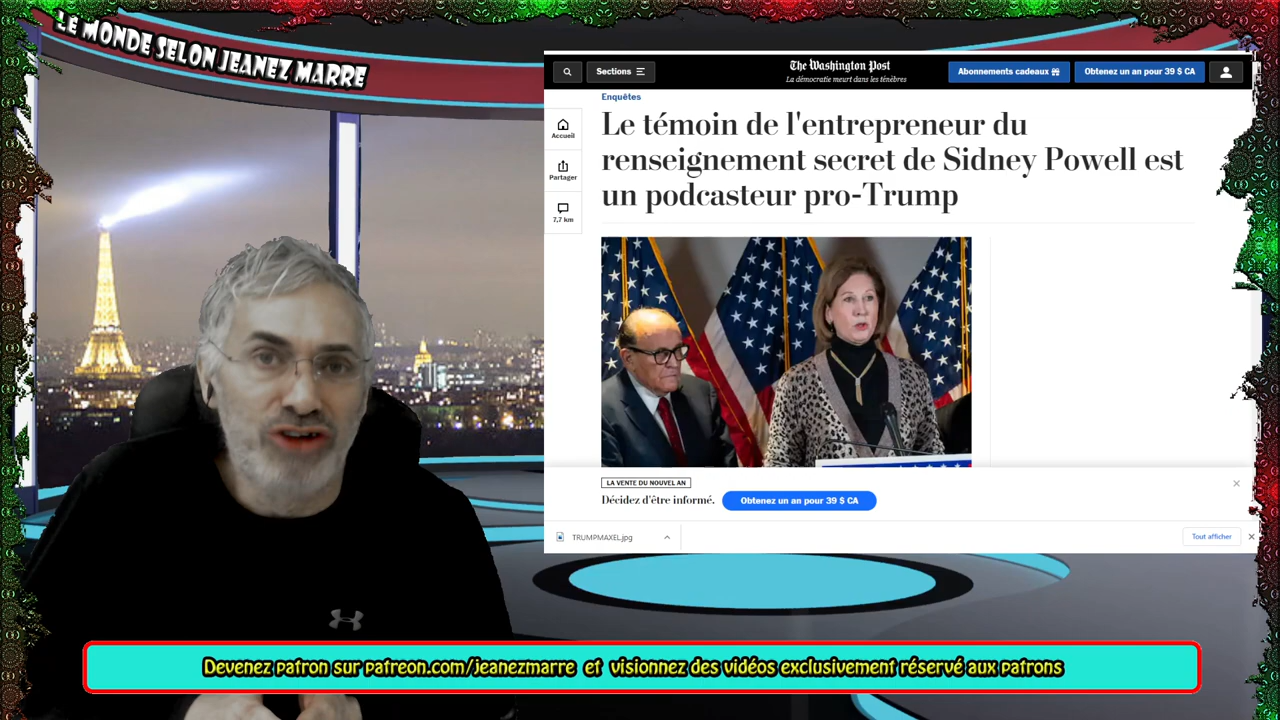 LE MONDE SELON JEANEZ MARRE
Sections
The Washington Post
La démocratie meurt dans les ténèbres
Abonnements cadeaux
Obtenez un an pour 39 $ CA
Enquêtes
Accueil
Partager
7,7 km
Le témoin de l'entrepreneur du
renseignement secret de Sidney Powell est
un podcasteur pro-Trump
LA VENTE DU NOUVEL AN
Décidez d'être informé.
Obtenez un an pour 39 $ CA
TRUMPMAXEL.jpg
Tout afficher
Devenez patron sur patreon.com/jeanezmarre et visionnez des vidéos exclusivement réservé aux patrons